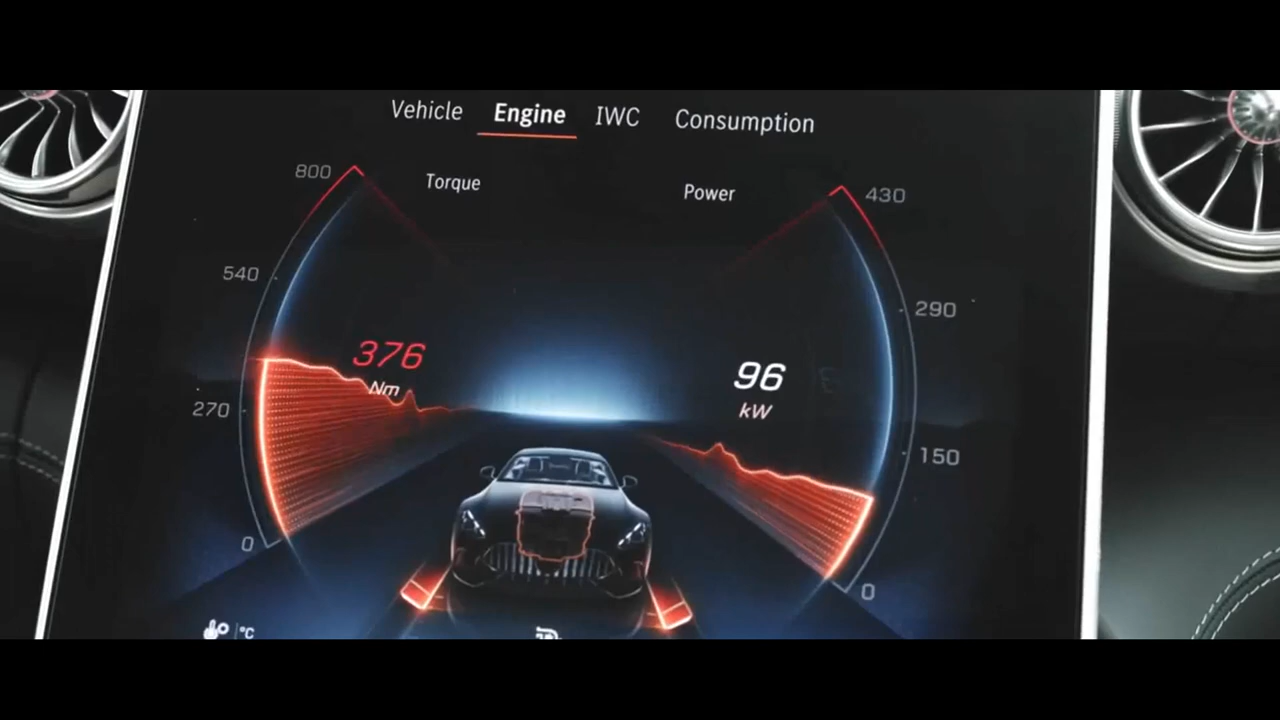 Vehicle Engine IWC Consumption
800 Torque Power 430
540 290
376 96
Nm kW
270 150
0 0
°C